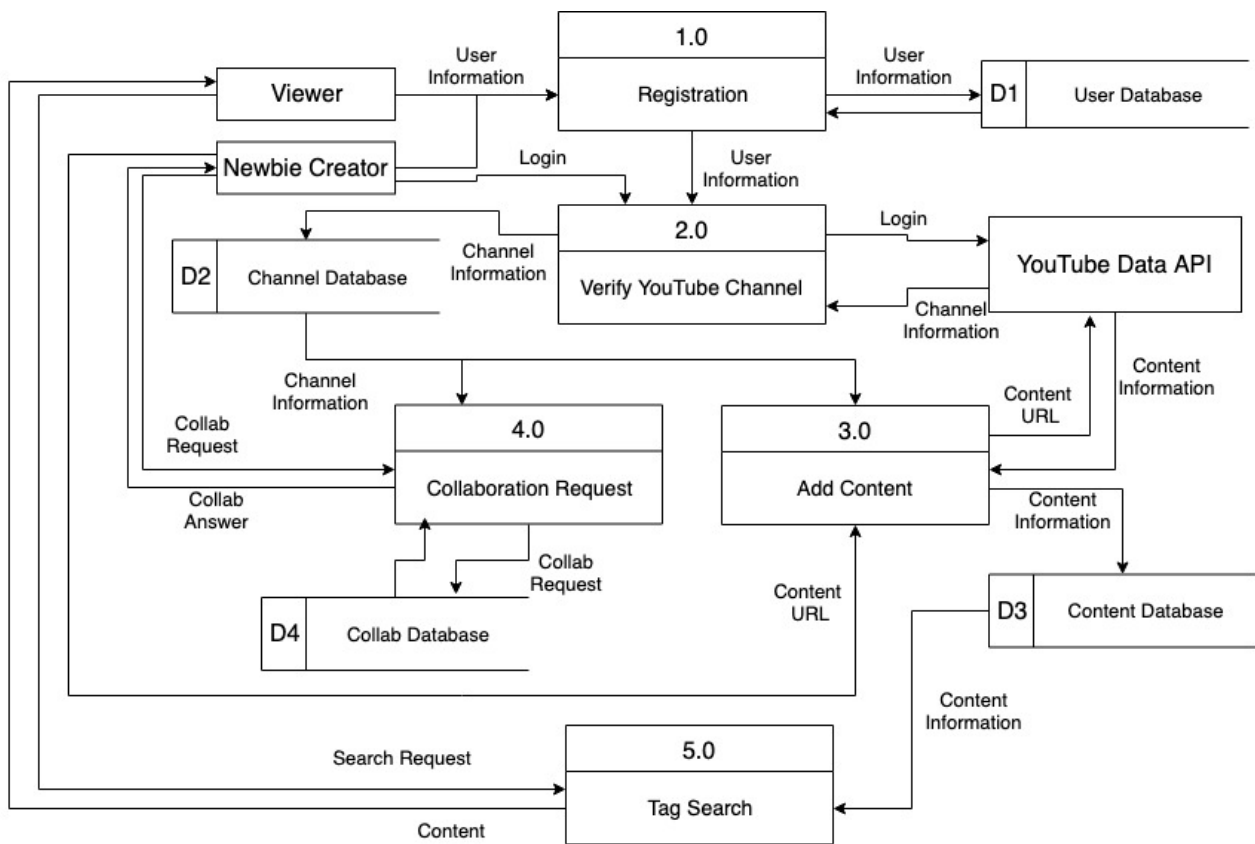 1.0
User
Information
User
Information
Viewer
Registration
D1
User Database
Newbie Creator
Login
User
Information
2.0
Login
D2
Channel Database
Channel
Information
Verify YouTube Channel
YouTube Data API
Channel
Information
Channel
Information
Content
Information
Content
URL
Collab
Request
4.0
3.0
Collaboration Request
Add Content
Collab
Answer
Content
Information
Collab
Request
Content
URL
D4
Collab Database
D3
Content Database
Content
Information
5.0
Search Request
Tag Search
Content